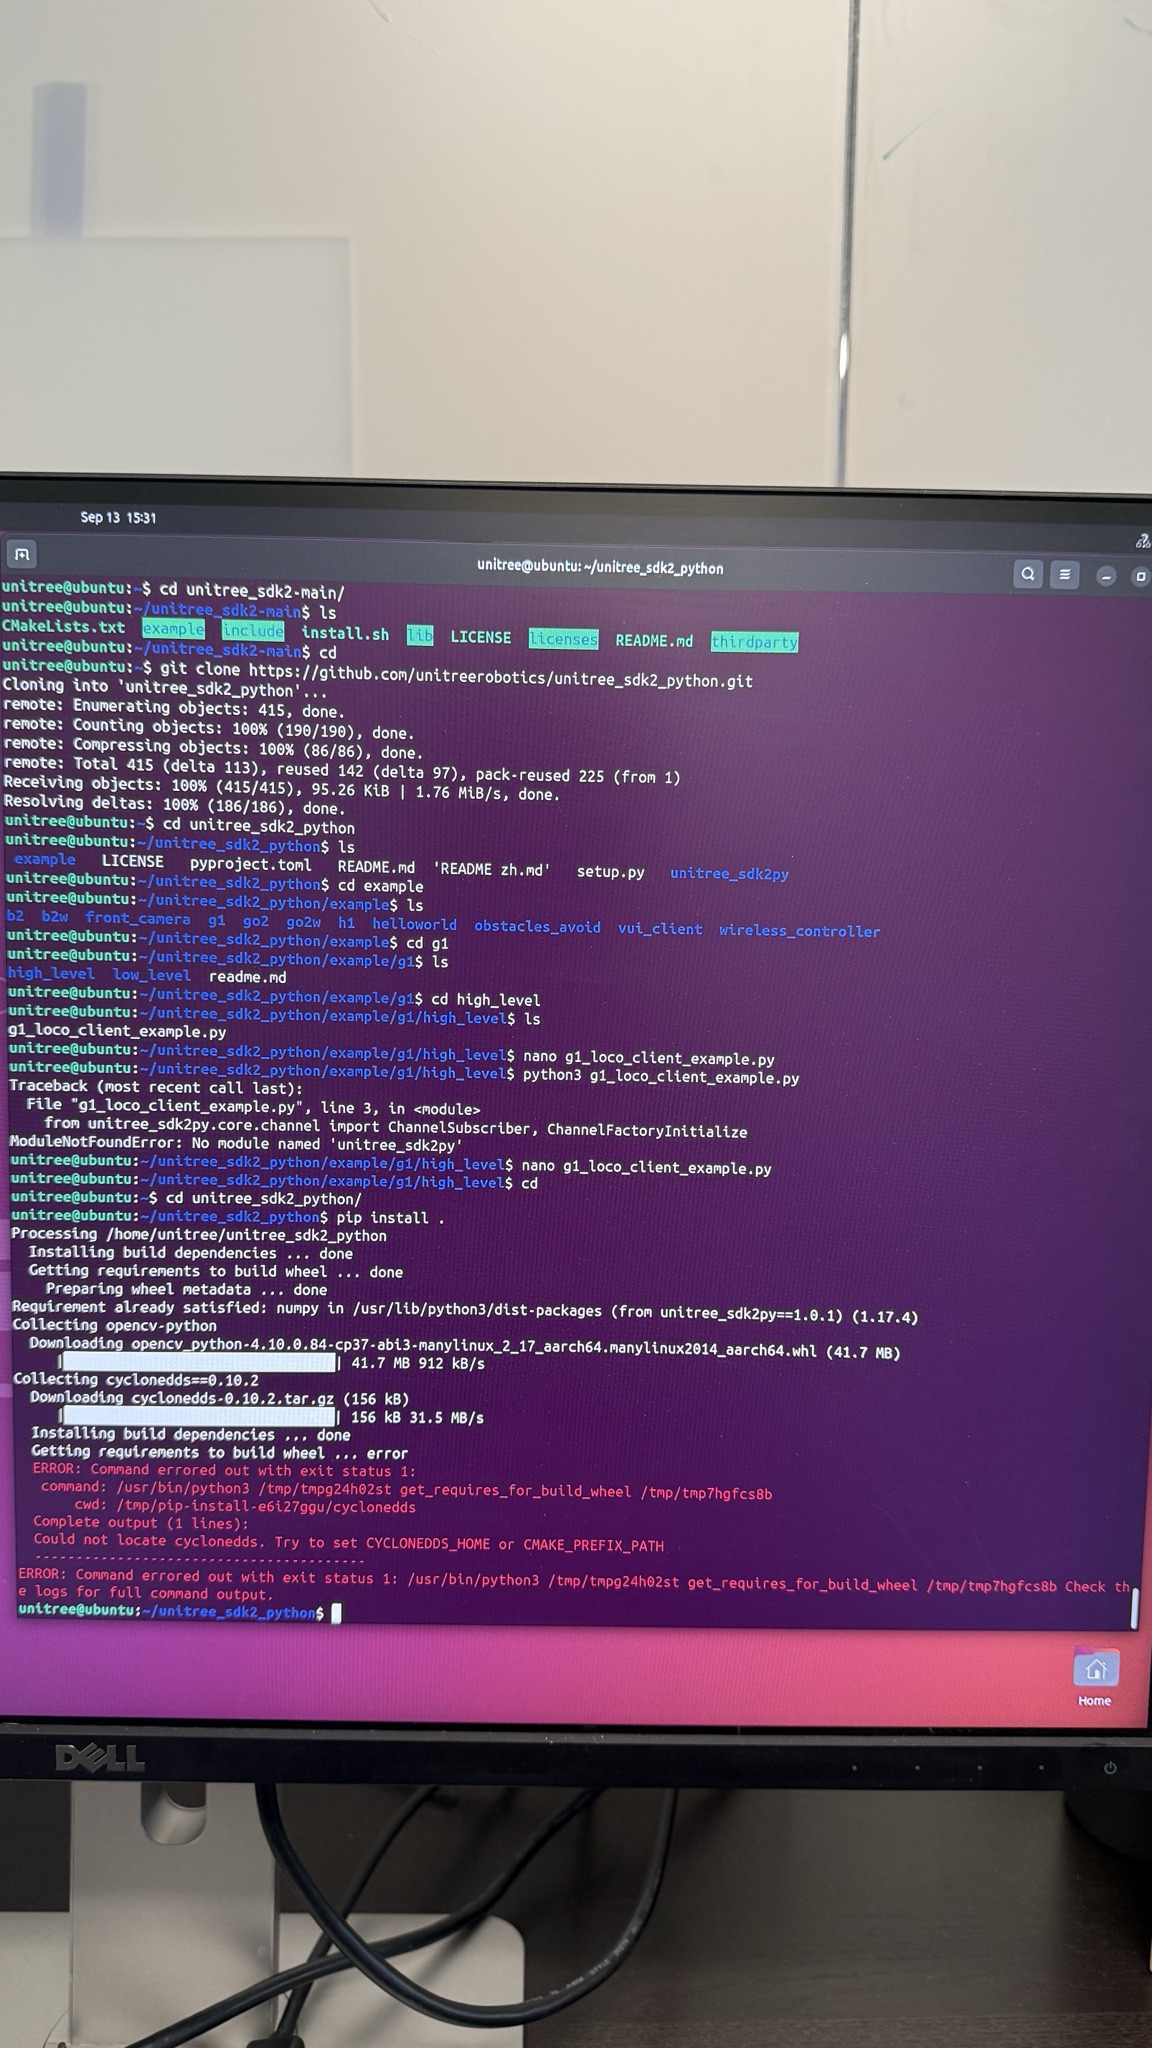 Sep 13 15:31
unitree@ubuntu: ~/unitree_sdk2_python
unitree@ubuntu:~$ cd unitree_sdk2-main/
unitree@ubuntu:~/unitree_sdk2-main$ ls
CMakeLists.txt example include install.sh lib LICENSE licenses README.md thirdparty
unitree@ubuntu:~/unitree_sdk2-main$ cd
unitree@ubuntu:~$ git clone https://github.com/unitreerobotics/unitree_sdk2_python.git
Cloning into 'unitree_sdk2_python'...
remote: Enumerating objects: 415, done.
remote: Counting objects: 100% (190/190), done.
remote: Compressing objects: 100% (86/86), done.
remote: Total 415 (delta 113), reused 142 (delta 97), pack-reused 225 (from 1)
Receiving objects: 100% (415/415), 95.26 KiB | 1.76 MiB/s, done.
Resolving deltas: 100% (186/186), done.
unitree@ubuntu:~$ cd unitree_sdk2_python
unitree@ubuntu:~/unitree_sdk2_python$ ls
example LICENSE pyproject.toml README.md 'README zh.md' setup.py unitree_sdk2py
unitree@ubuntu:~/unitree_sdk2_python$ cd example
unitree@ubuntu:~/unitree_sdk2_python/example$ ls
b2 b2w front_camera g1 go2 go2w h1 helloworld obstacles_avoid vui_client wireless_controller
unitree@ubuntu:~/unitree_sdk2_python/example$ cd g1
unitree@ubuntu:~/unitree_sdk2_python/example/g1$ ls
high_level low_level readme.md
unitree@ubuntu:~/unitree_sdk2_python/example/g1$ cd high_level
unitree@ubuntu:~/unitree_sdk2_python/example/g1/high_level$ ls
g1_loco_client_example.py
unitree@ubuntu:~/unitree_sdk2_python/example/g1/high_level$ nano g1_loco_client_example.py
unitree@ubuntu:~/unitree_sdk2_python/example/g1/high_level$ python3 g1_loco_client_example.py
Traceback (most recent call last):
File "g1_loco_client_example.py", line 3, in <module>
from unitree_sdk2py.core.channel import ChannelSubscriber, ChannelFactoryInitialize
ModuleNotFoundError: No module named 'unitree_sdk2py'
unitree@ubuntu:~/unitree_sdk2_python/example/g1/high_level$ nano g1_loco_client_example.py
unitree@ubuntu:~/unitree_sdk2_python/example/g1/high_level$ cd
unitree@ubuntu:~$ cd unitree_sdk2_python/
unitree@ubuntu:~/unitree_sdk2_python$ pip install .
Processing /home/unitree/unitree_sdk2_python
Installing build dependencies ... done
Getting requirements to build wheel ... done
Preparing wheel metadata ... done
Requirement already satisfied: numpy in /usr/lib/python3/dist-packages (from unitree_sdk2py==1.0.1) (1.17.4)
Collecting opencv-python
Downloading opencv_python-4.10.0.84-cp37-abi3-manylinux_2_17_aarch64.manylinux2014_aarch64.whl (41.7 MB)
| | 41.7 MB 912 kB/s
Collecting cyclonedds==0.10.2
Downloading cyclonedds-0.10.2.tar.gz (156 kB)
| | 156 kB 31.5 MB/s
Installing build dependencies ... done
Getting requirements to build wheel ... error
ERROR: Command errored out with exit status 1:
command: /usr/bin/python3 /tmp/tmpg24h02st get_requires_for_build_wheel /tmp/tmp7hgfcs8b
cwd: /tmp/pip-install-e6i27ggu/cyclonedds
Complete output (1 lines):
Could not locate cyclonedds. Try to set CYCLONEDDS_HOME or CMAKE_PREFIX_PATH
----------------------------------------
ERROR: Command errored out with exit status 1: /usr/bin/python3 /tmp/tmpg24h02st get_requires_for_build_wheel /tmp/tmp7hgfcs8b Check th
e logs for full command output.
unitree@ubuntu:~/unitree_sdk2_python$
Home
DELL